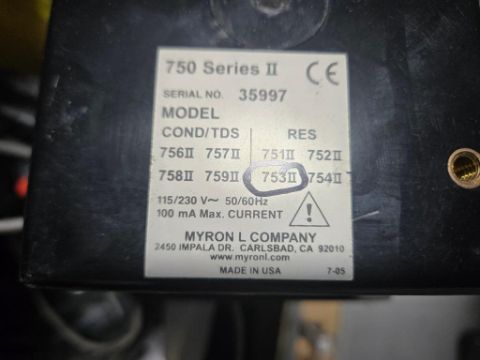 750 Series II CE
SERIAL NO. 35997
MODEL
COND/TDS RES
756II 757II 751II 752II
758II 759II 753II 754II
115/230 V~ 50/60Hz
100 mA Max. CURRENT
MYRON L COMPANY
2450 IMPALA DR. CARLSBAD, CA 92010
www.myronl.com
MADE IN USA 7-05